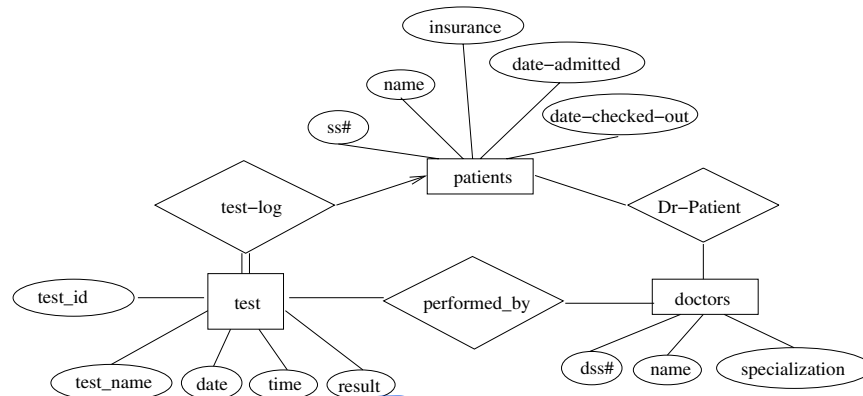 insurance
date-admitted
name
date-checked-out
ss#
patients
test-log
Dr-Patient
test_id
test
performed_by
doctors
dss#
name
specialization
test_name
date
time
result_